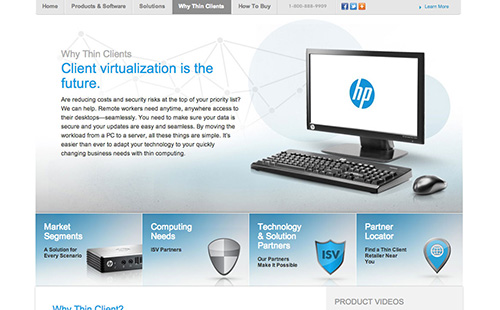 Home Products & Software Solutions Why Thin Clients How To Buy 1-800-888-9909 Learn More
Why Thin Clients
Client virtualization is the
future.
Are reducing costs and security risks at the top of your priority list?
We can help. Remote workers need anytime, anywhere access to
their desktops—seamlessly. You need to make sure your data is
secure and your updates are easy and seamless. By moving the
workload from a PC to a server, all these things are simple. It's
easier than ever to adapt your technology to your quickly
changing business needs with thin computing.
hp
Market
Segments
A Solution for
Every Scenario
Computing
Needs
ISV Partners
Technology
& Solution
Partners
Our Partners
Make it Possible
ISV
Partner
Locator
Find a Thin Client
Retailer Near
You
Why Thin Client?
PRODUCT VIDEOS